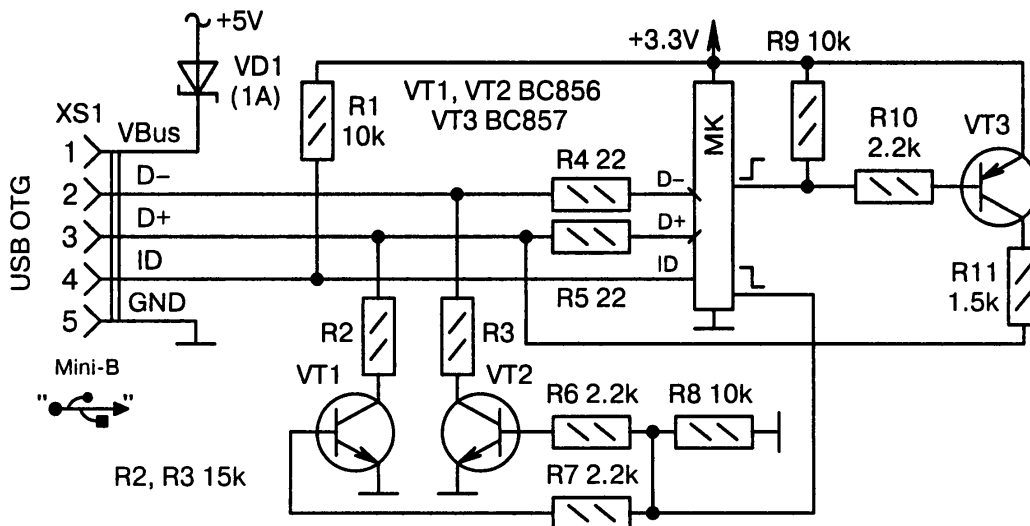 +5V
VD1
(1A)
XS1
VBus
1
D−
2
D+
3
ID
4
GND
5
USB OTG
Mini-B
" "
R2, R3 15k
R1
10k
VT1, VT2 BC856
VT3 BC857
+3.3V
R9 10k
R10
2.2k
VT3
R4 22
D−
MK
D+
ID
R5 22
R11
1.5k
R2
R3
VT1
VT2
R6 2.2k
R8 10k
R7 2.2k